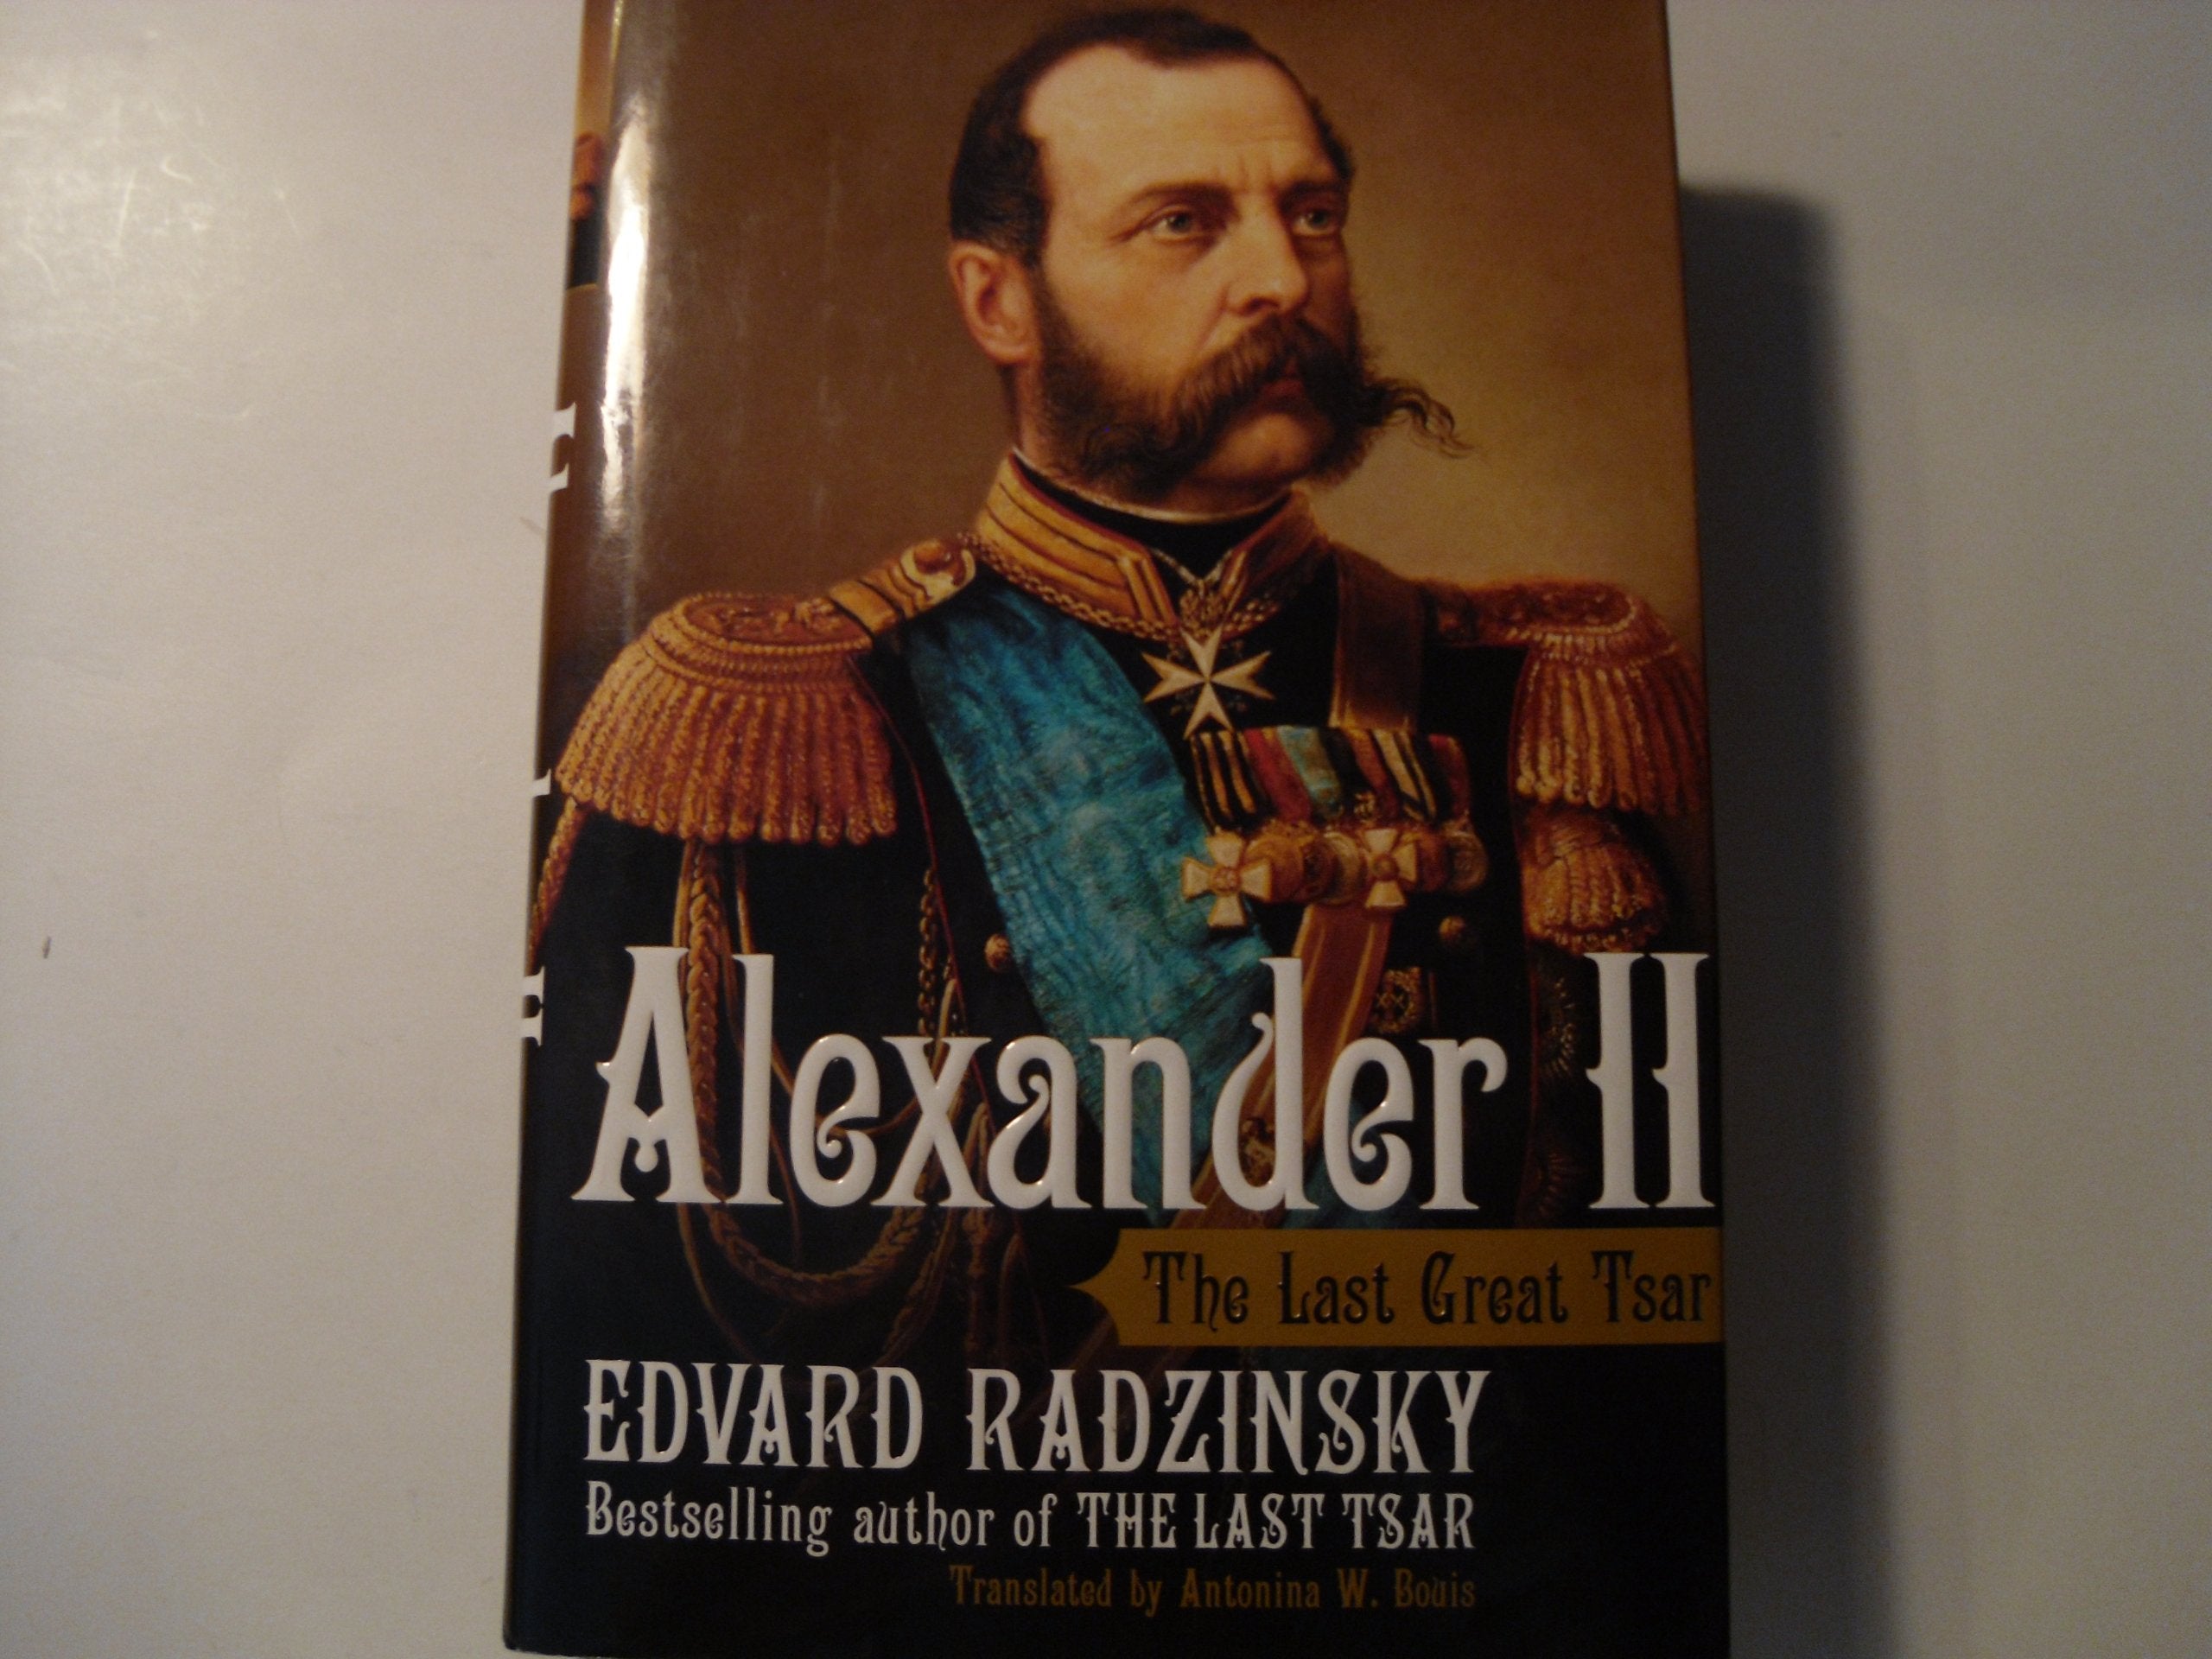 Alexander II
The Last Great Tsar
EDVARD RADZINSKY
Bestselling author of THE LAST TSAR
Translated by Antonina W. Bouis